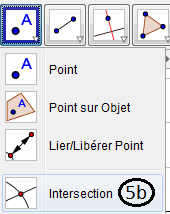 A
A
Point
Point sur Objet
Lier/Libérer Point
Intersection 5b